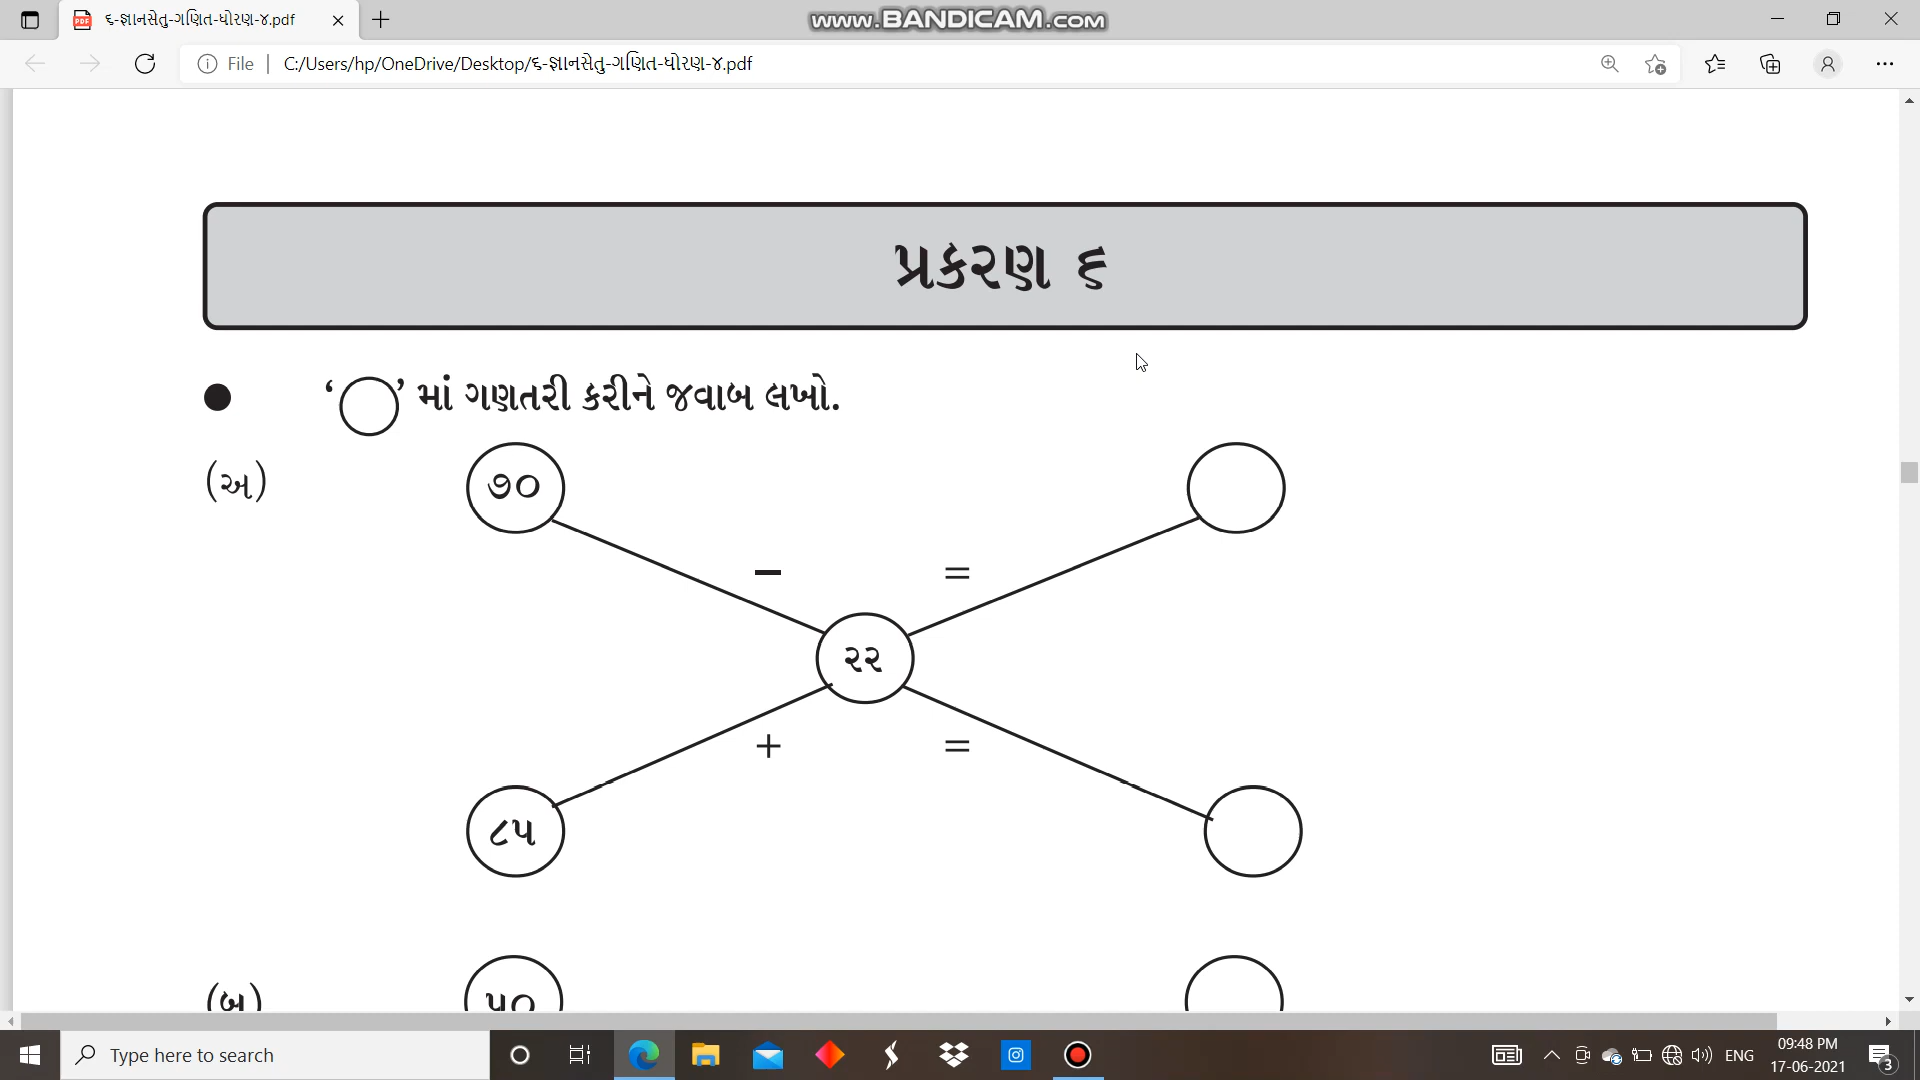 ૬-જ્ઞાનસેતુ-ગણિત-ધોરણ-૪.pdf
www.BANDICAM.com
File | C:/Users/hp/OneDrive/Desktop/૬-જ્ઞાનસેતુ-ગણિત-ધોરણ-૪.pdf
પ્રકરણ ૬
● ‘◯’ માં ગણતરી કરીને જવાબ લખો.
(અ) ૭૦
− =
૨૨
+ =
૮૫
(બ) ૫૦
Type here to search
ENG
09:48 PM
17-06-2021
3